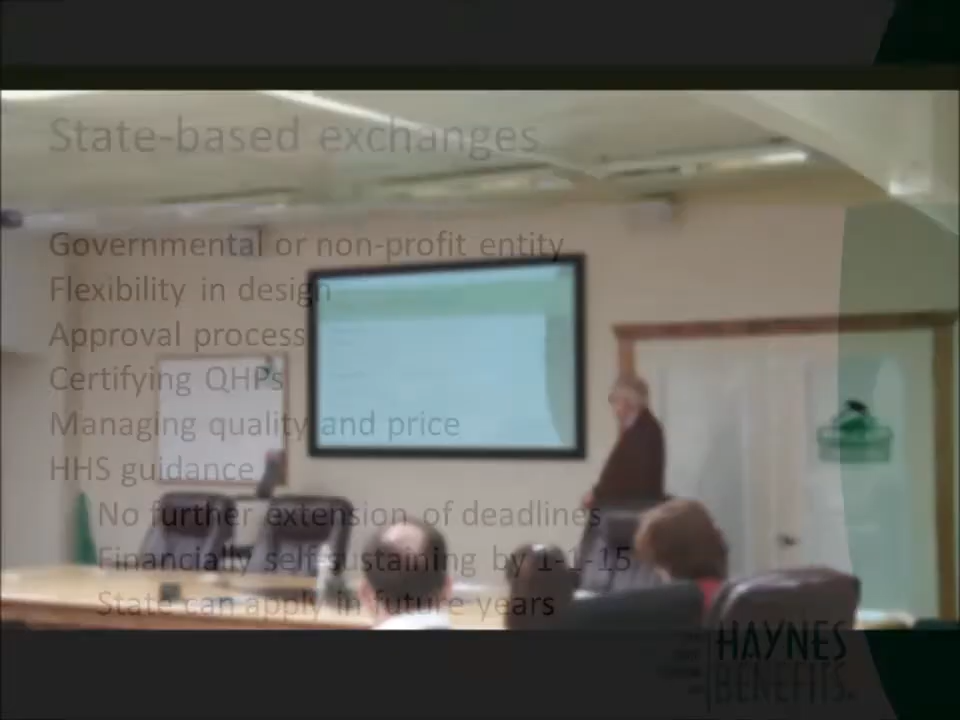 State-based exchanges
Governmental or non-profit entity
Flexibility in design
Approval process
Certifying QHPs
Managing quality and price
HHS guidance
No further extension of deadlines
Financially self-sustaining by 1-1-15
State can apply in future years
HAYNES
BENEFITS